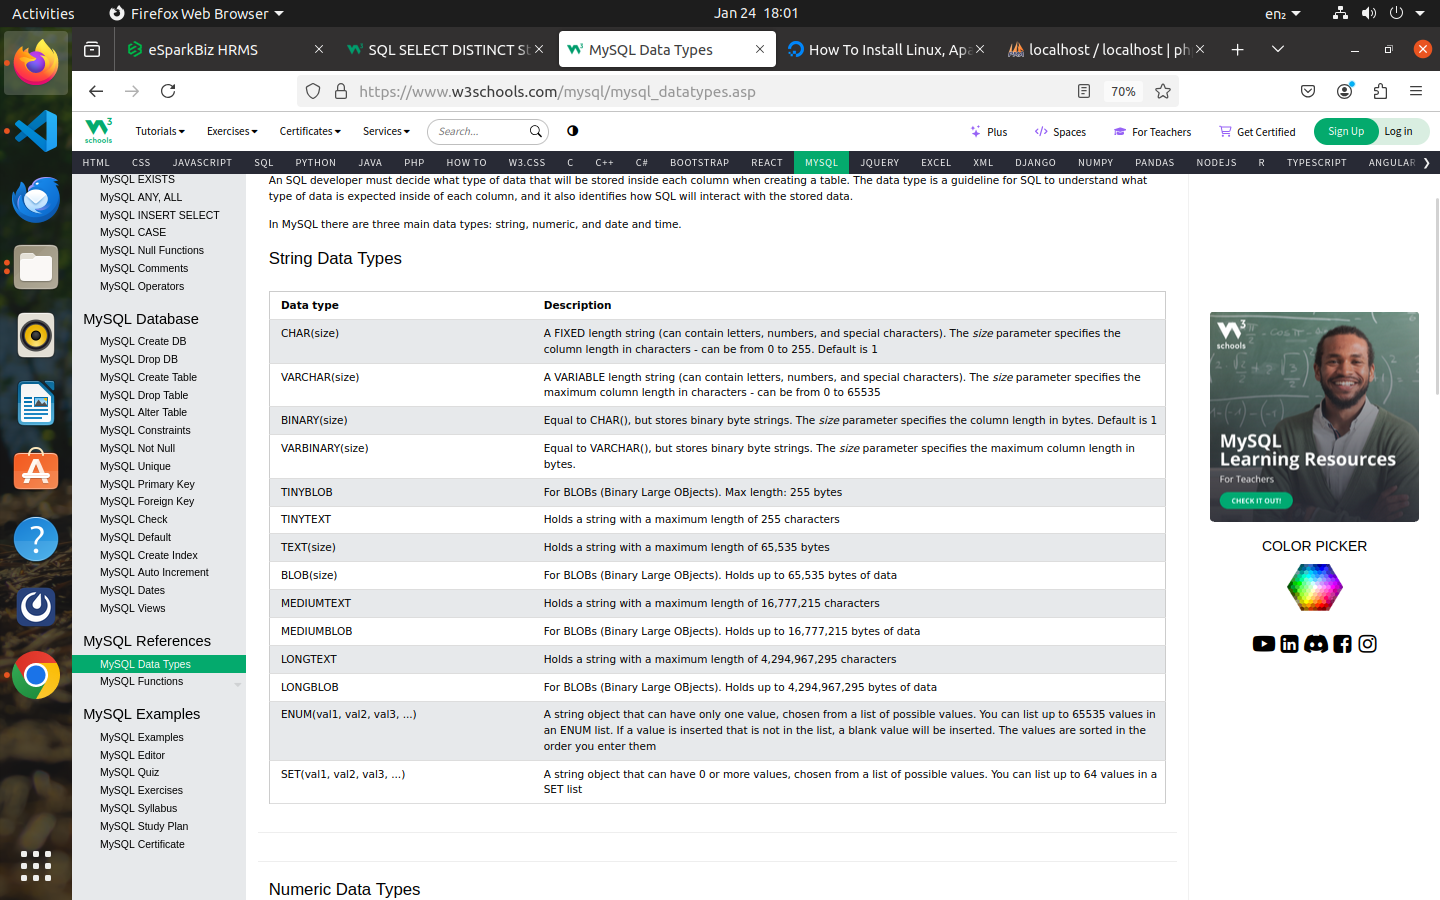 Activities
Firefox Web Browser
Jan 24 18:01
en₂
eSparkBiz HRMS
SQL SELECT DISTINCT St
MySQL Data Types
How To Install Linux, Apa
localhost / localhost | ph
https://www.w3schools.com/mysql/mysql_datatypes.asp
70%
W 3 schools
Tutorials
Exercises
Certificates
Services
Search...
Plus
Spaces
For Teachers
Get Certified
Sign Up
Log in
HTML CSS JAVASCRIPT SQL PYTHON JAVA PHP HOW TO W3.CSS C C++ C# BOOTSTRAP REACT MYSQL JQUERY EXCEL XML DJANGO NUMPY PANDAS NODEJS R TYPESCRIPT ANGULAR
MySQL EXISTS
MySQL ANY, ALL
MySQL INSERT SELECT
MySQL CASE
MySQL Null Functions
MySQL Comments
MySQL Operators
MySQL Database
MySQL Create DB
MySQL Drop DB
MySQL Create Table
MySQL Drop Table
MySQL Alter Table
MySQL Constraints
MySQL Not Null
MySQL Unique
MySQL Primary Key
MySQL Foreign Key
MySQL Check
MySQL Default
MySQL Create Index
MySQL Auto Increment
MySQL Dates
MySQL Views
MySQL References
MySQL Data Types
MySQL Functions
MySQL Examples
MySQL Examples
MySQL Editor
MySQL Quiz
MySQL Exercises
MySQL Syllabus
MySQL Study Plan
MySQL Certificate
An SQL developer must decide what type of data that will be stored inside each column when creating a table. The data type is a guideline for SQL to understand what
type of data is expected inside of each column, and it also identifies how SQL will interact with the stored data.
In MySQL there are three main data types: string, numeric, and date and time.
String Data Types
Data type Description
CHAR(size) A FIXED length string (can contain letters, numbers, and special characters). The size parameter specifies the
column length in characters - can be from 0 to 255. Default is 1
VARCHAR(size) A VARIABLE length string (can contain letters, numbers, and special characters). The size parameter specifies the
maximum column length in characters - can be from 0 to 65535
BINARY(size) Equal to CHAR(), but stores binary byte strings. The size parameter specifies the column length in bytes. Default is 1
VARBINARY(size) Equal to VARCHAR(), but stores binary byte strings. The size parameter specifies the maximum column length in
bytes.
TINYBLOB For BLOBs (Binary Large OBjects). Max length: 255 bytes
TINYTEXT Holds a string with a maximum length of 255 characters
TEXT(size) Holds a string with a maximum length of 65,535 bytes
BLOB(size) For BLOBs (Binary Large OBjects). Holds up to 65,535 bytes of data
MEDIUMTEXT Holds a string with a maximum length of 16,777,215 characters
MEDIUMBLOB For BLOBs (Binary Large OBjects). Holds up to 16,777,215 bytes of data
LONGTEXT Holds a string with a maximum length of 4,294,967,295 characters
LONGBLOB For BLOBs (Binary Large OBjects). Holds up to 4,294,967,295 bytes of data
ENUM(val1, val2, val3, ...) A string object that can have only one value, chosen from a list of possible values. You can list up to 65535 values in
an ENUM list. If a value is inserted that is not in the list, a blank value will be inserted. The values are sorted in the
order you enter them
SET(val1, val2, val3, ...) A string object that can have 0 or more values, chosen from a list of possible values. You can list up to 64 values in a
SET list
Numeric Data Types
W 3 schools
MySQL
Learning Resources
For Teachers
CHECK IT OUT!
COLOR PICKER